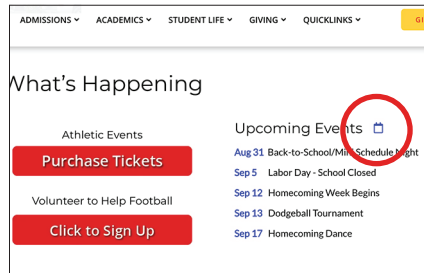 ADMISSIONS ACADEMICS STUDENT LIFE GIVING QUICKLINKS
What's Happening
Athletic Events
Purchase Tickets
Volunteer to Help Football
Click to Sign Up
Upcoming Events
Aug 31 Back-to-School/Mini Schedule Night
Sep 5 Labor Day - School Closed
Sep 12 Homecoming Week Begins
Sep 13 Dodgeball Tournament
Sep 17 Homecoming Dance